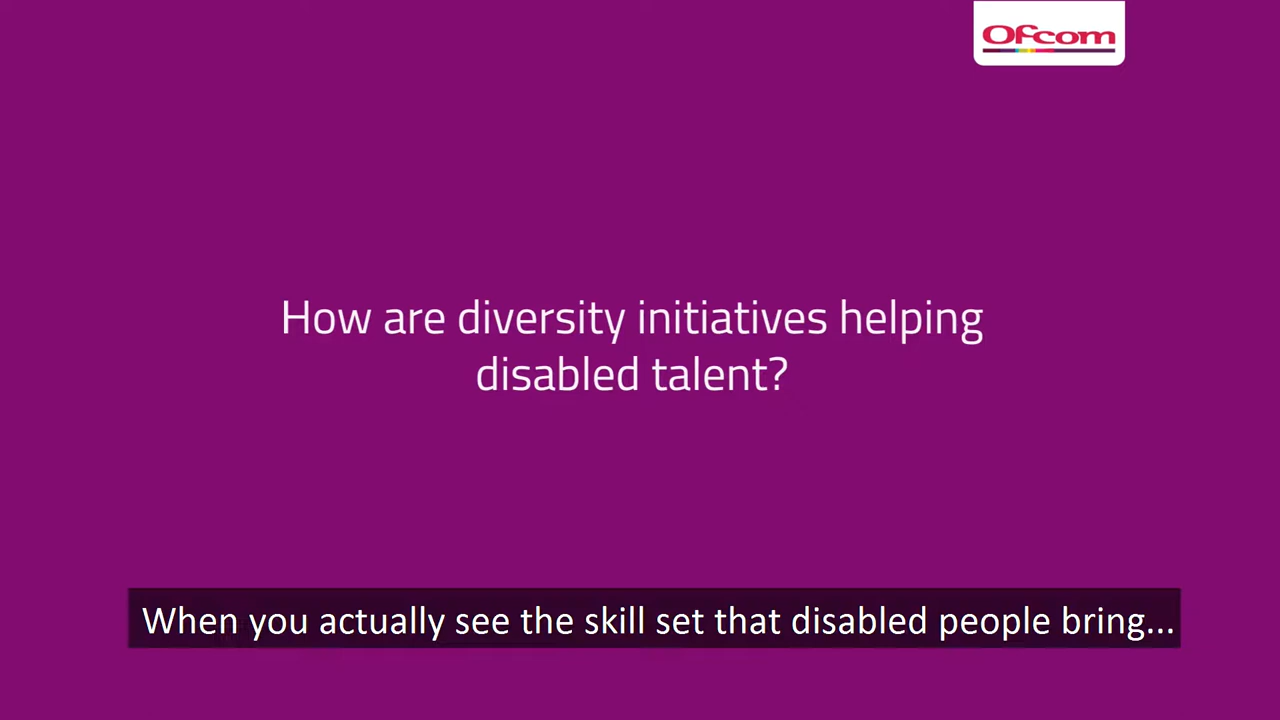 Ofcom
How are diversity initiatives helping
disabled talent?
When you actually see the skill set that disabled people bring...